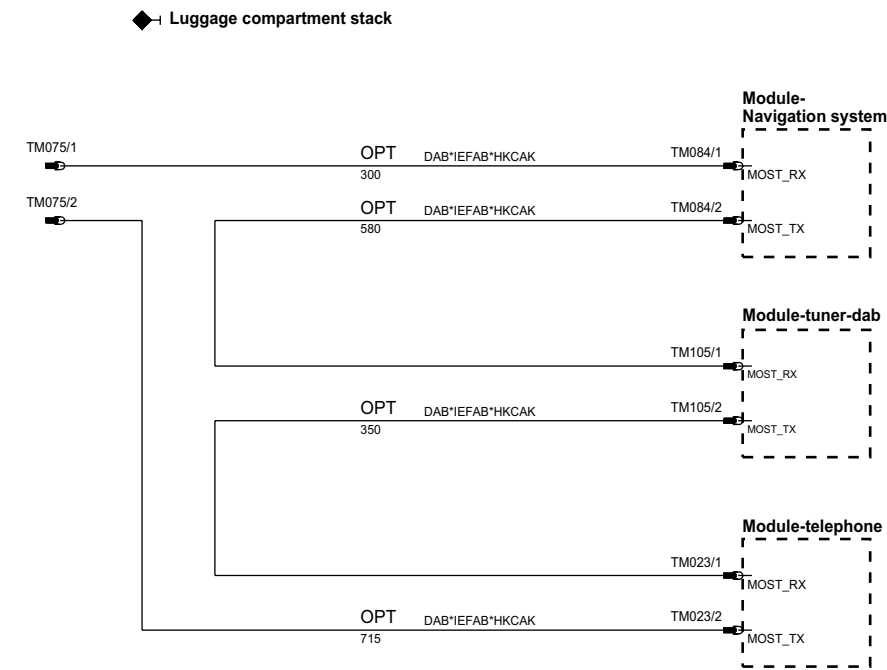 Luggage compartment stack
Module-
Navigation system
TM075/1
OPT
DAB*IEFAB*HKCAK
TM084/1
300
MOST_RX
TM075/2
OPT
DAB*IEFAB*HKCAK
TM084/2
580
MOST_TX
Module-tuner-dab
TM105/1
MOST_RX
OPT
DAB*IEFAB*HKCAK
TM105/2
350
MOST_TX
Module-telephone
TM023/1
MOST_RX
OPT
DAB*IEFAB*HKCAK
TM023/2
715
MOST_TX